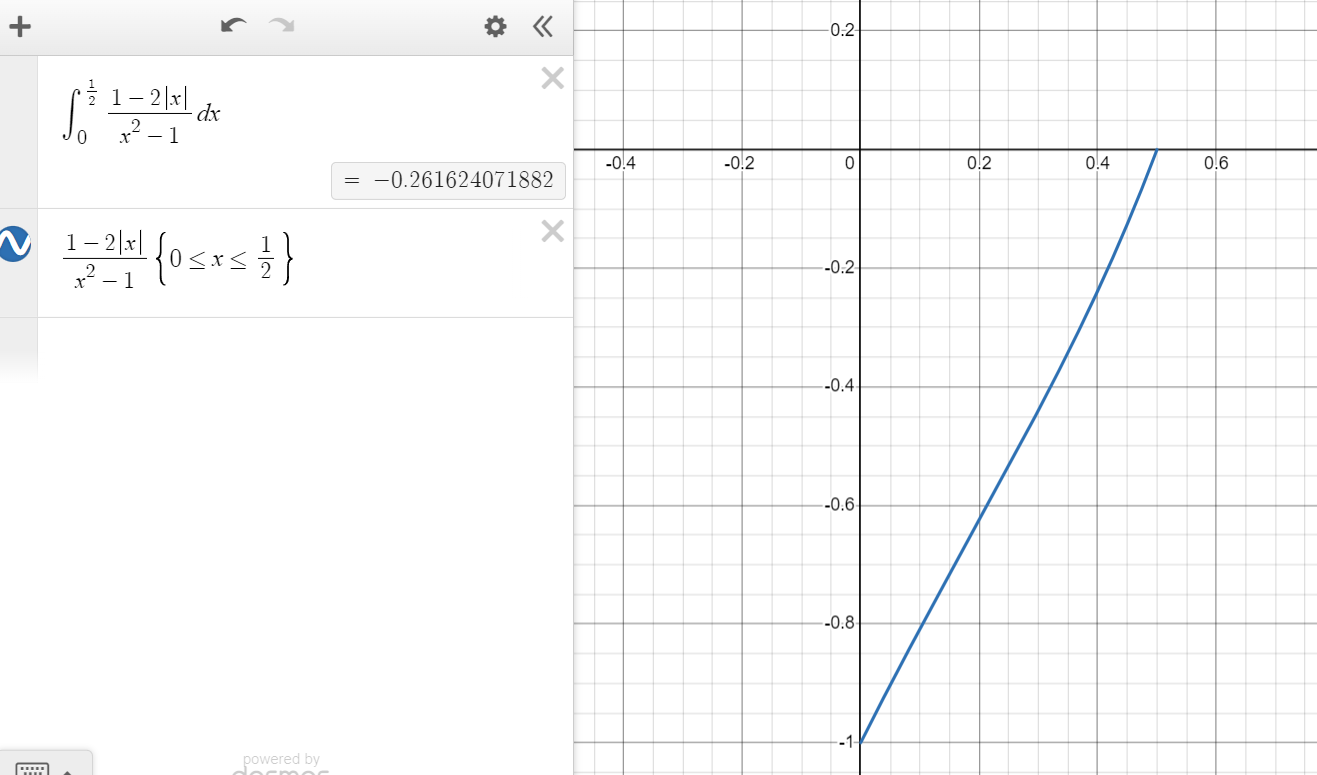 ∫₀^(1/2) (1 − 2|x|)/(x² − 1) dx
= −0.261624071882
(1 − 2|x|)/(x² − 1) {0 ≤ x ≤ 1/2}
powered by
desmos
0.2
-0.4 -0.2 0 0.2 0.4 0.6
-0.2
-0.4
-0.6
-0.8
-1